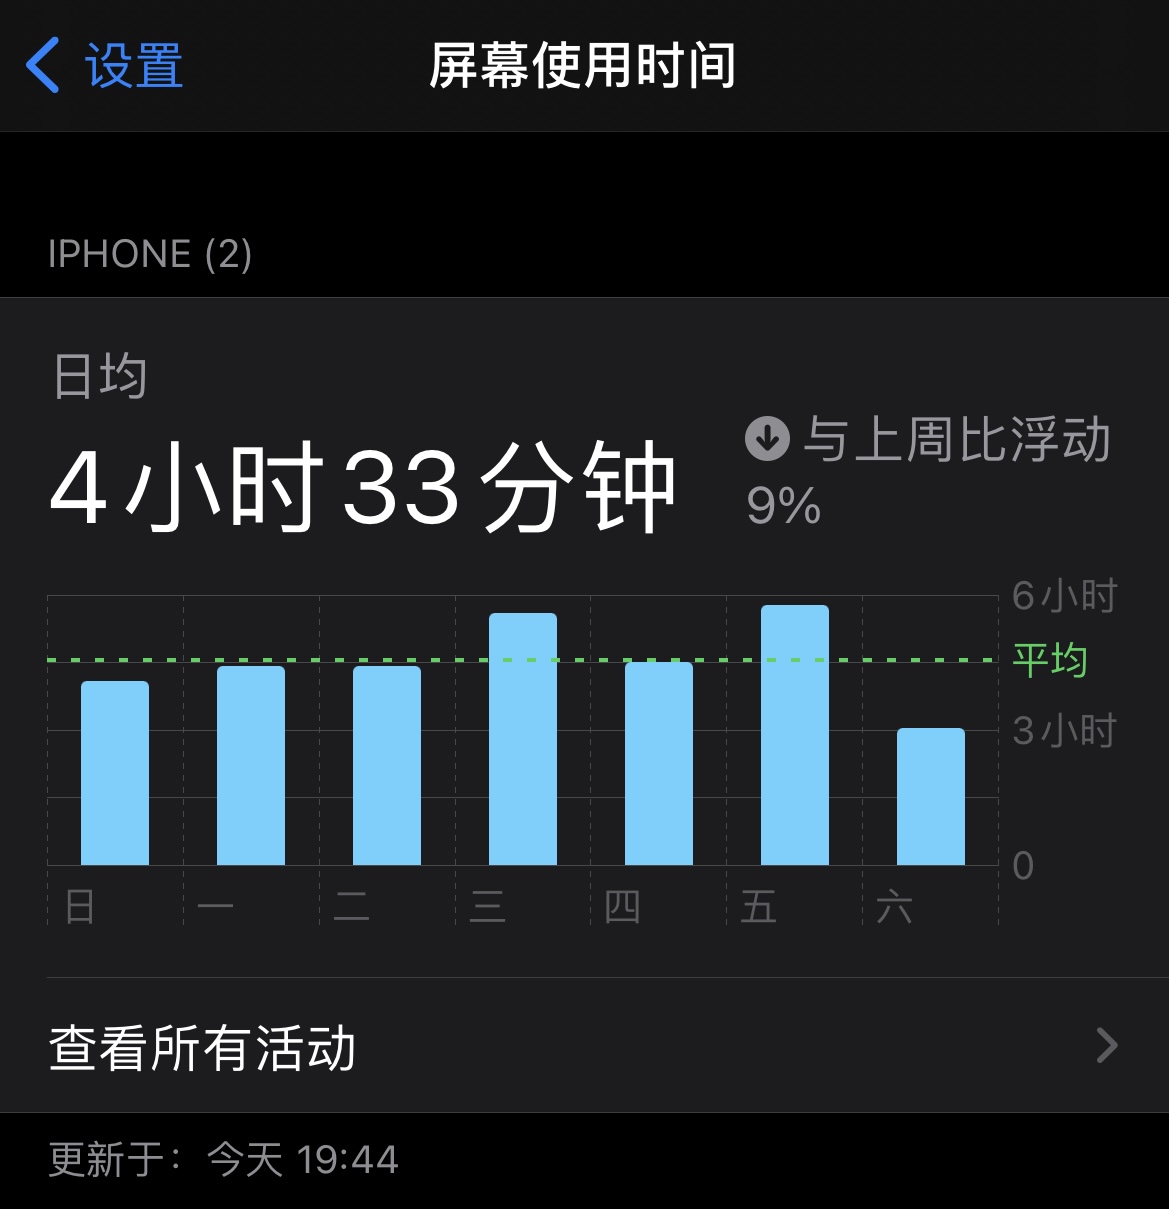 设置
屏幕使用时间
IPHONE (2)
日均
4小时33分钟
与上周比浮动
9%
6小时
平均
3小时
0
日 一 二 三 四 五 六
查看所有活动
更新于：今天 19:44